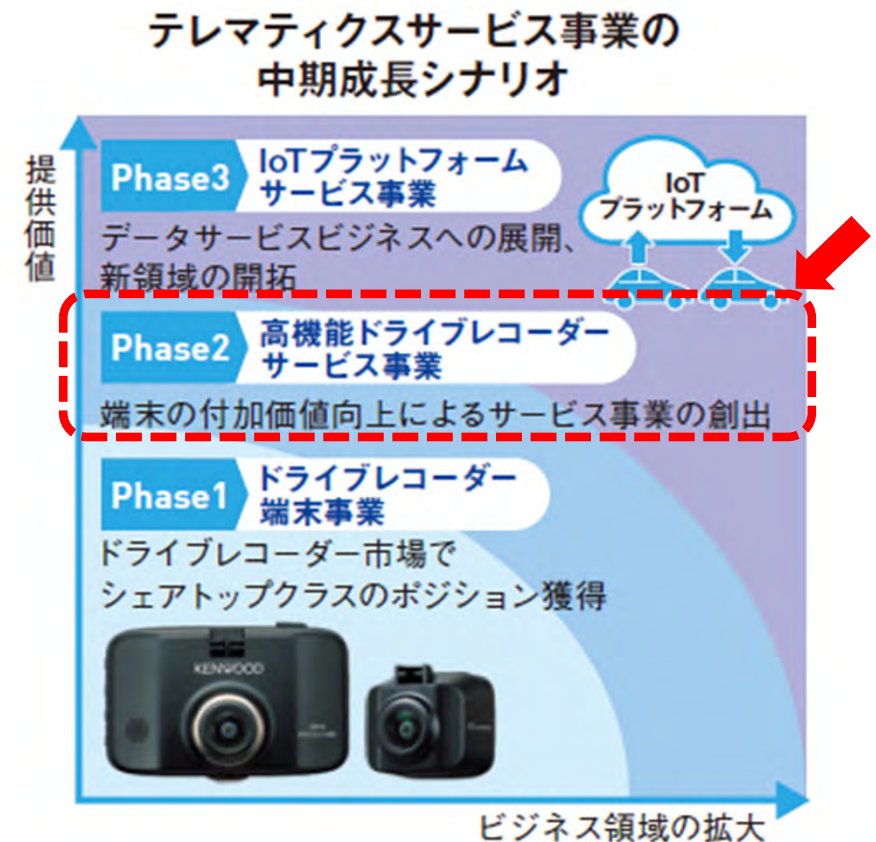 テレマティクスサービス事業の
中期成長シナリオ
提供価値
Phase3
IoTプラットフォーム
サービス事業
データサービスビジネスへの展開、
新領域の開拓
IoT
プラットフォーム
Phase2
高機能ドライブレコーダー
サービス事業
端末の付加価値向上によるサービス事業の創出
Phase1
ドライブレコーダー
端末事業
ドライブレコーダー市場で
シェアトップクラスのポジション獲得
KENWOOD
ビジネス領域の拡大